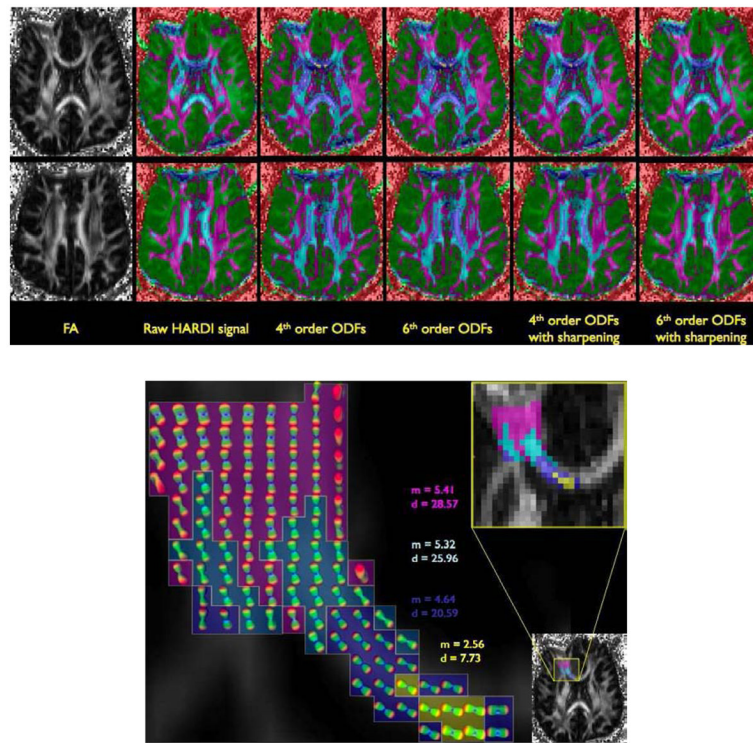 FA
Raw HARDI signal
4th order ODFs
6th order ODFs
4th order ODFs
with sharpening
6th order ODFs
with sharpening
m = 5.41
d = 28.57
m = 5.32
d = 25.96
m = 4.64
d = 20.59
m = 2.56
d = 7.73